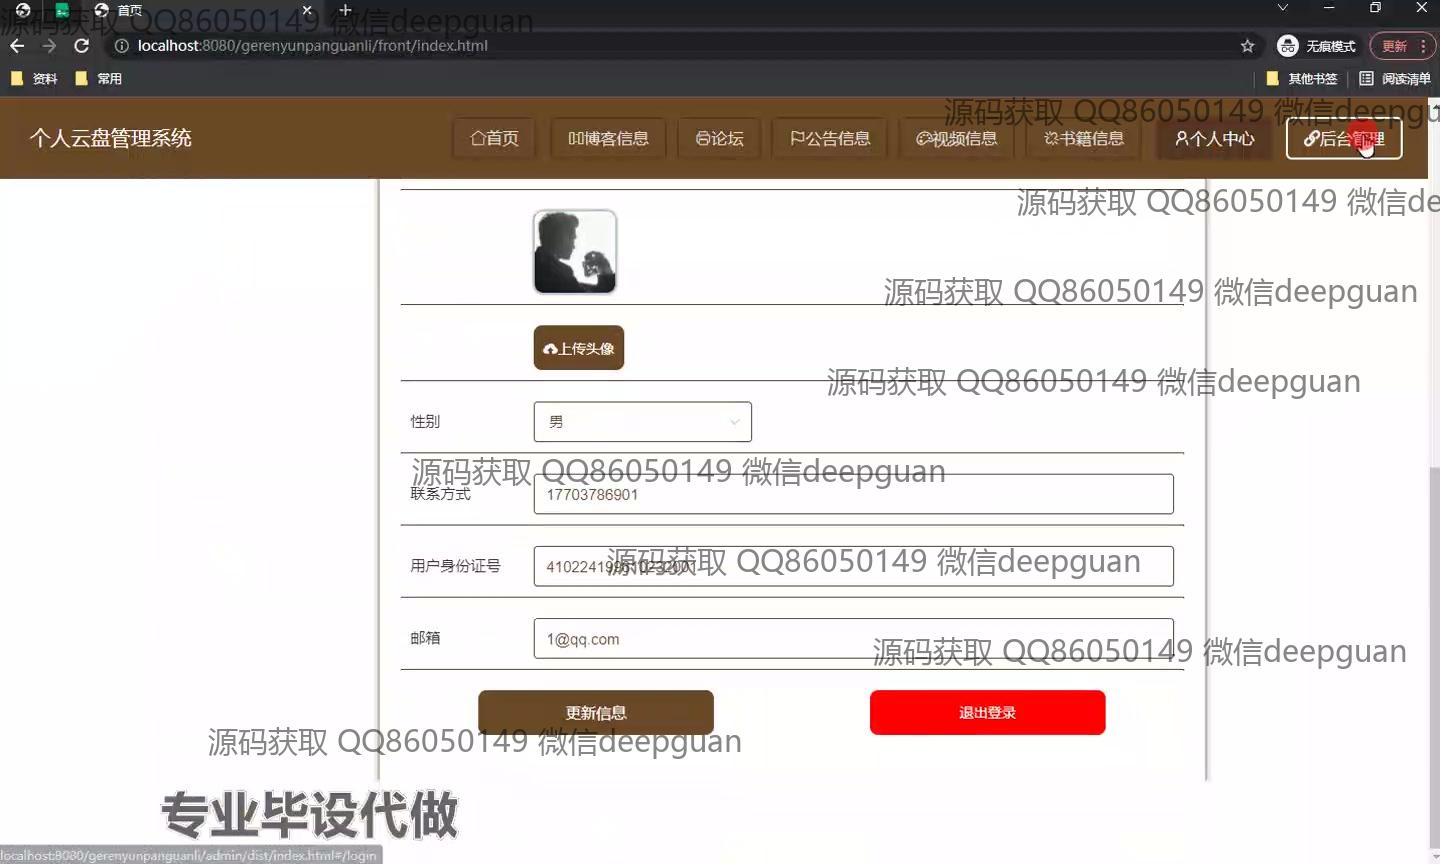 首页
源码获取 QQ86050149 微信deepguan
localhost:8080/gerenyunpanguanli/front/index.html
无痕模式
更新
资料
常用
其他书签
阅读清单
源码获取 QQ86050149 微信deepgu
个人云盘管理系统
首页
博客信息
论坛
公告信息
视频信息
书籍信息
个人中心
后台管理
源码获取 QQ86050149 微信de
源码获取 QQ86050149 微信deepguan
上传头像
源码获取 QQ86050149 微信deepguan
性别
男
源码获取 QQ86050149 微信deepguan
联系方式
17703786901
用户身份证号
源码获取 QQ86050149 微信deepguan
邮箱
1@qq.com
源码获取 QQ86050149 微信deepguan
更新信息
退出登录
源码获取 QQ86050149 微信deepguan
专业毕设代做
localhost:8080/gerenyunpanguanli/admin/dist/index.html#/login